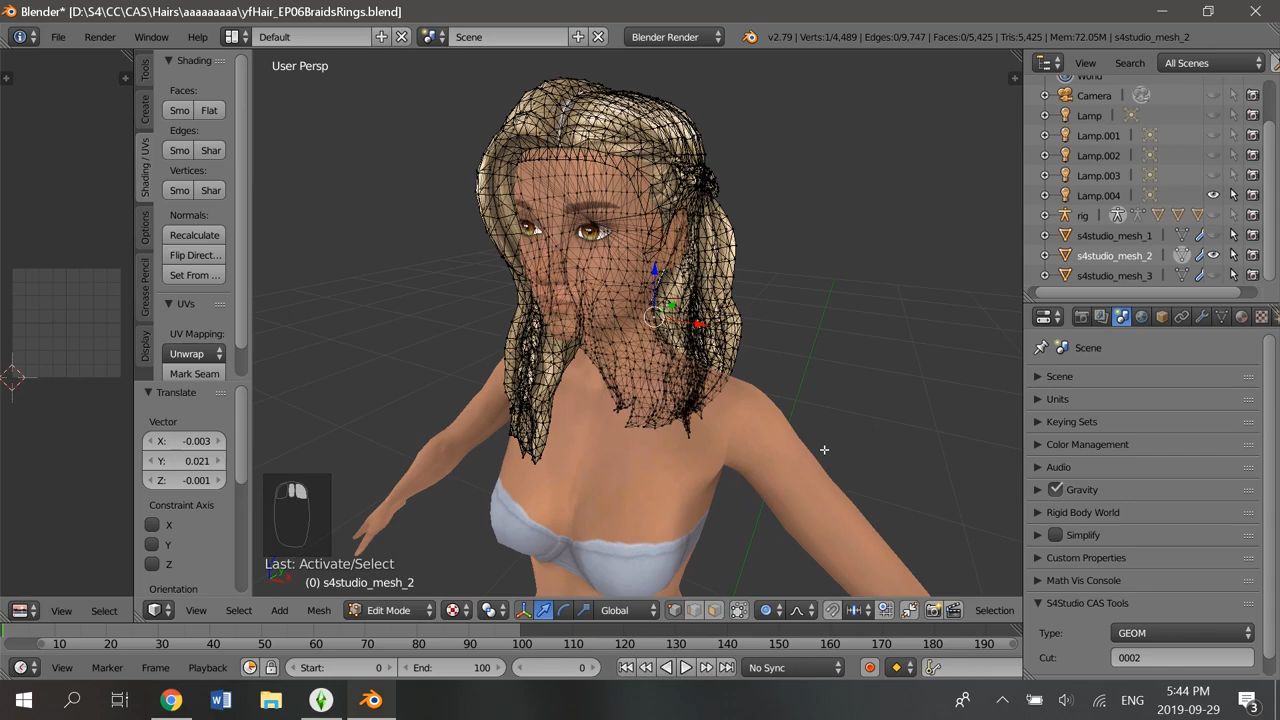 Blender* [D:\S4\CC\CAS\Hairs\aaaaaaaaa\yfHair_EP06BraidsRings.blend]
File Render Window Help Default Scene Blender Render v2.79 | Verts:1/4,489 | Edges:0/9,747 | Faces:0/5,425 | Tris:5,425 | Mem:72.05M | s4studio_mesh_2
Tools
Create
Shading / UVs
Options
Grease Pencil
Display
Shading
Faces:
Smo Flat
Edges:
Smo Shar
Vertices:
Smo Shar
Normals:
Recalculate
Flip Direct...
Set From ...
UVs
UV Mapping:
Unwrap
Mark Seam
Translate
Vector
X: -0.003
Y: 0.021
Z: -0.001
Constraint Axis
X
Y
Z
Orientation
User Persp
Last: Activate/Select
(0) s4studio_mesh_2
View Search All Scenes
World
Camera
Lamp
Lamp.001
Lamp.002
Lamp.003
Lamp.004
rig
s4studio_mesh_1
s4studio_mesh_2
s4studio_mesh_3
Scene
Scene
Units
Keying Sets
Color Management
Audio
Gravity
Rigid Body World
Simplify
Custom Properties
Math Vis Console
S4Studio CAS Tools
Type: GEOM
Cut: 0002
View Select
View Select Add Mesh Edit Mode Global Selection
10 20 30 40 50 60 70 80 90 100 110 120 130 140 150 160 170 180 190
View Marker Frame Playback Start: 0 End: 100 0 No Sync
ENG
5:44 PM
2019-09-29
3